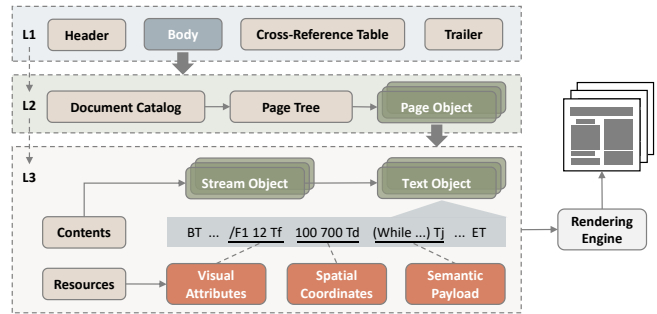 L1
Header
Body
Cross-Reference Table
Trailer
L2
Document Catalog
Page Tree
Page Object
L3
Stream Object
Text Object
Contents
BT ... /F1 12 Tf 100 700 Td (While ...) Tj ... ET
Resources
Visual
Attributes
Spatial
Coordinates
Semantic
Payload
Rendering
Engine